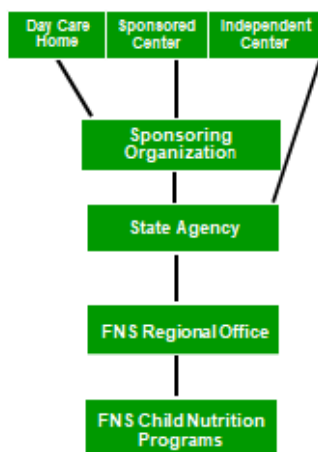 Day Care
Home
Sponsored
Center
Independent
Center
Sponsoring
Organization
State Agency
FNS Regional Office
FNS Child Nutrition
Programs